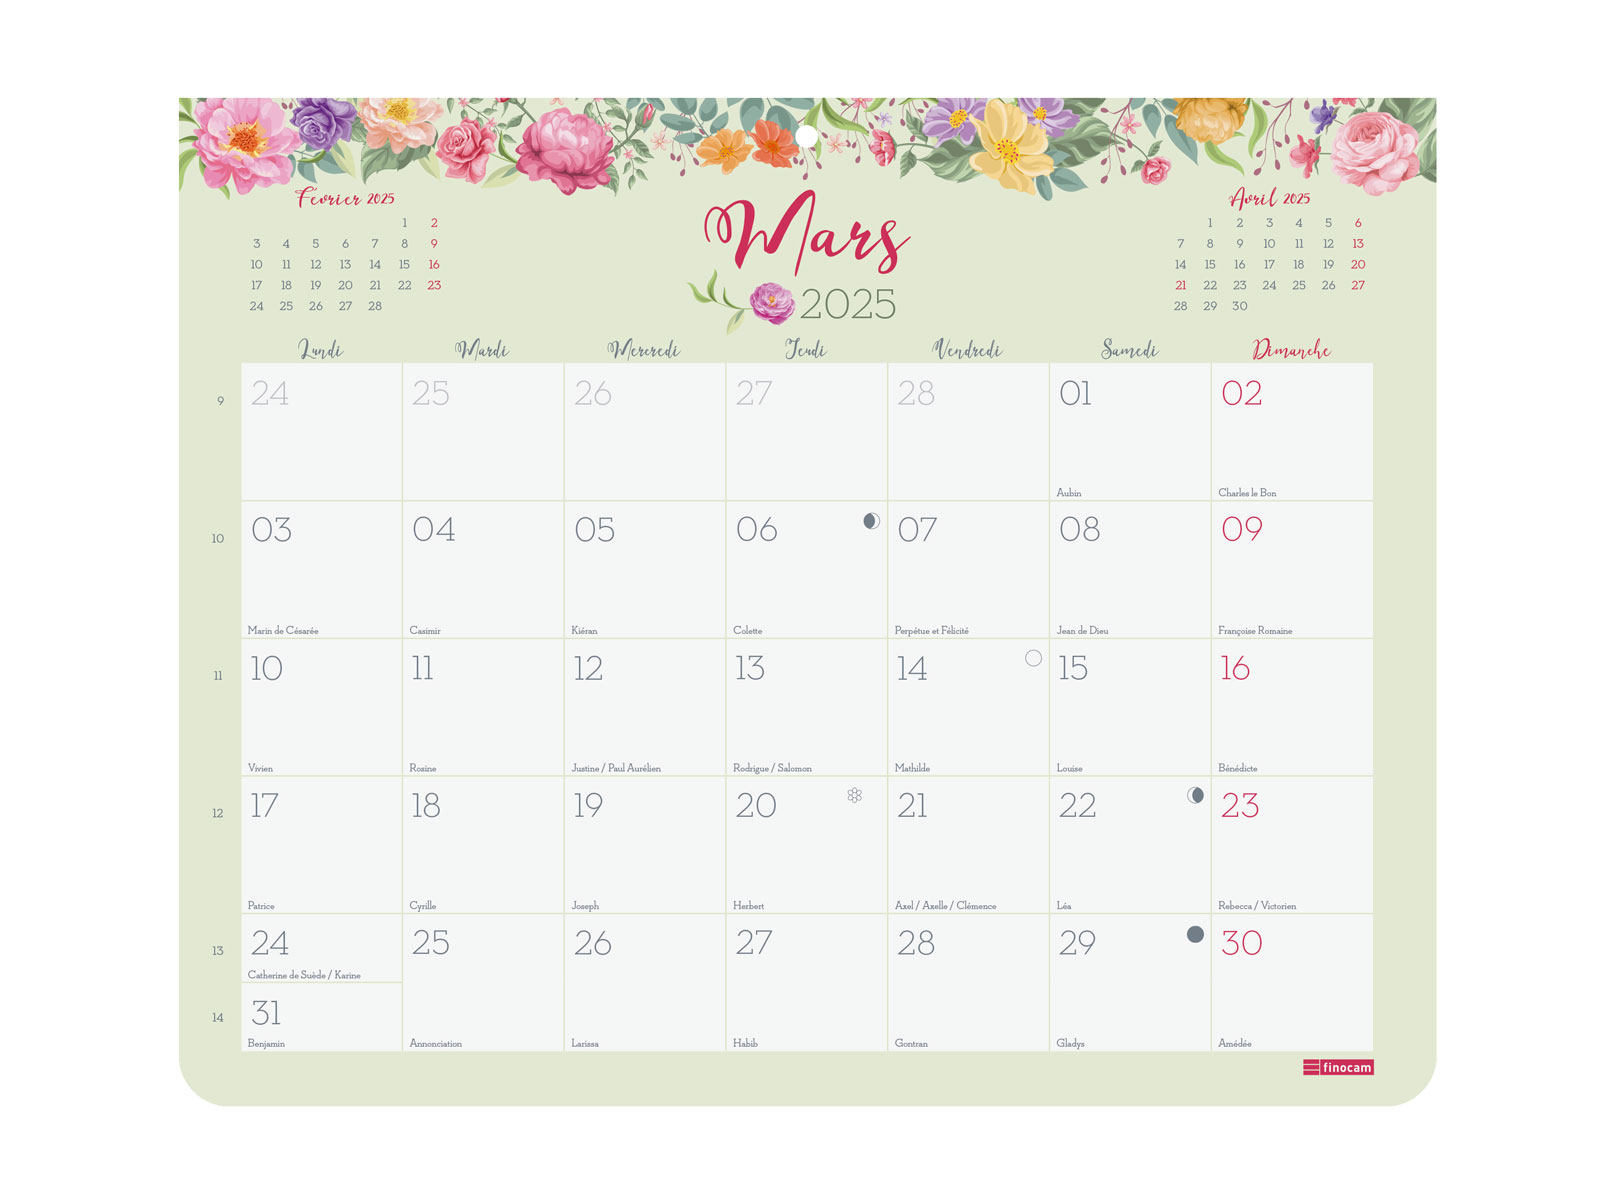 Février 2025
1 2
3 4 5 6 7 8 9
10 11 12 13 14 15 16
17 18 19 20 21 22 23
24 25 26 27 28
Mars
2025
Avril 2025
1 2 3 4 5 6
7 8 9 10 11 12 13
14 15 16 17 18 19 20
21 22 23 24 25 26 27
28 29 30
Lundi Mardi Mercredi Jeudi Vendredi Samedi Dimanche
9 24 25 26 27 28 01 02
Aubin Charles le Bon
10 03 04 05 06 07 08 09
Marin de Césarée Casimir Kiéran Colette Perpétue et Félicité Jean de Dieu Françoise Romaine
11 10 11 12 13 14 15 16
Vivien Rosine Justine / Paul Aurélien Rodrigue / Salomon Mathilde Louise Bénédicte
12 17 18 19 20 21 22 23
Patrice Cyrille Joseph Herbert Axel / Axelle / Clémence Léa Rebecca / Victorien
13 24 25 26 27 28 29 30
Catherine de Suède / Karine
14 31
Benjamin Annonciation Larissa Habib Gontran Gladys Amédée
finocam